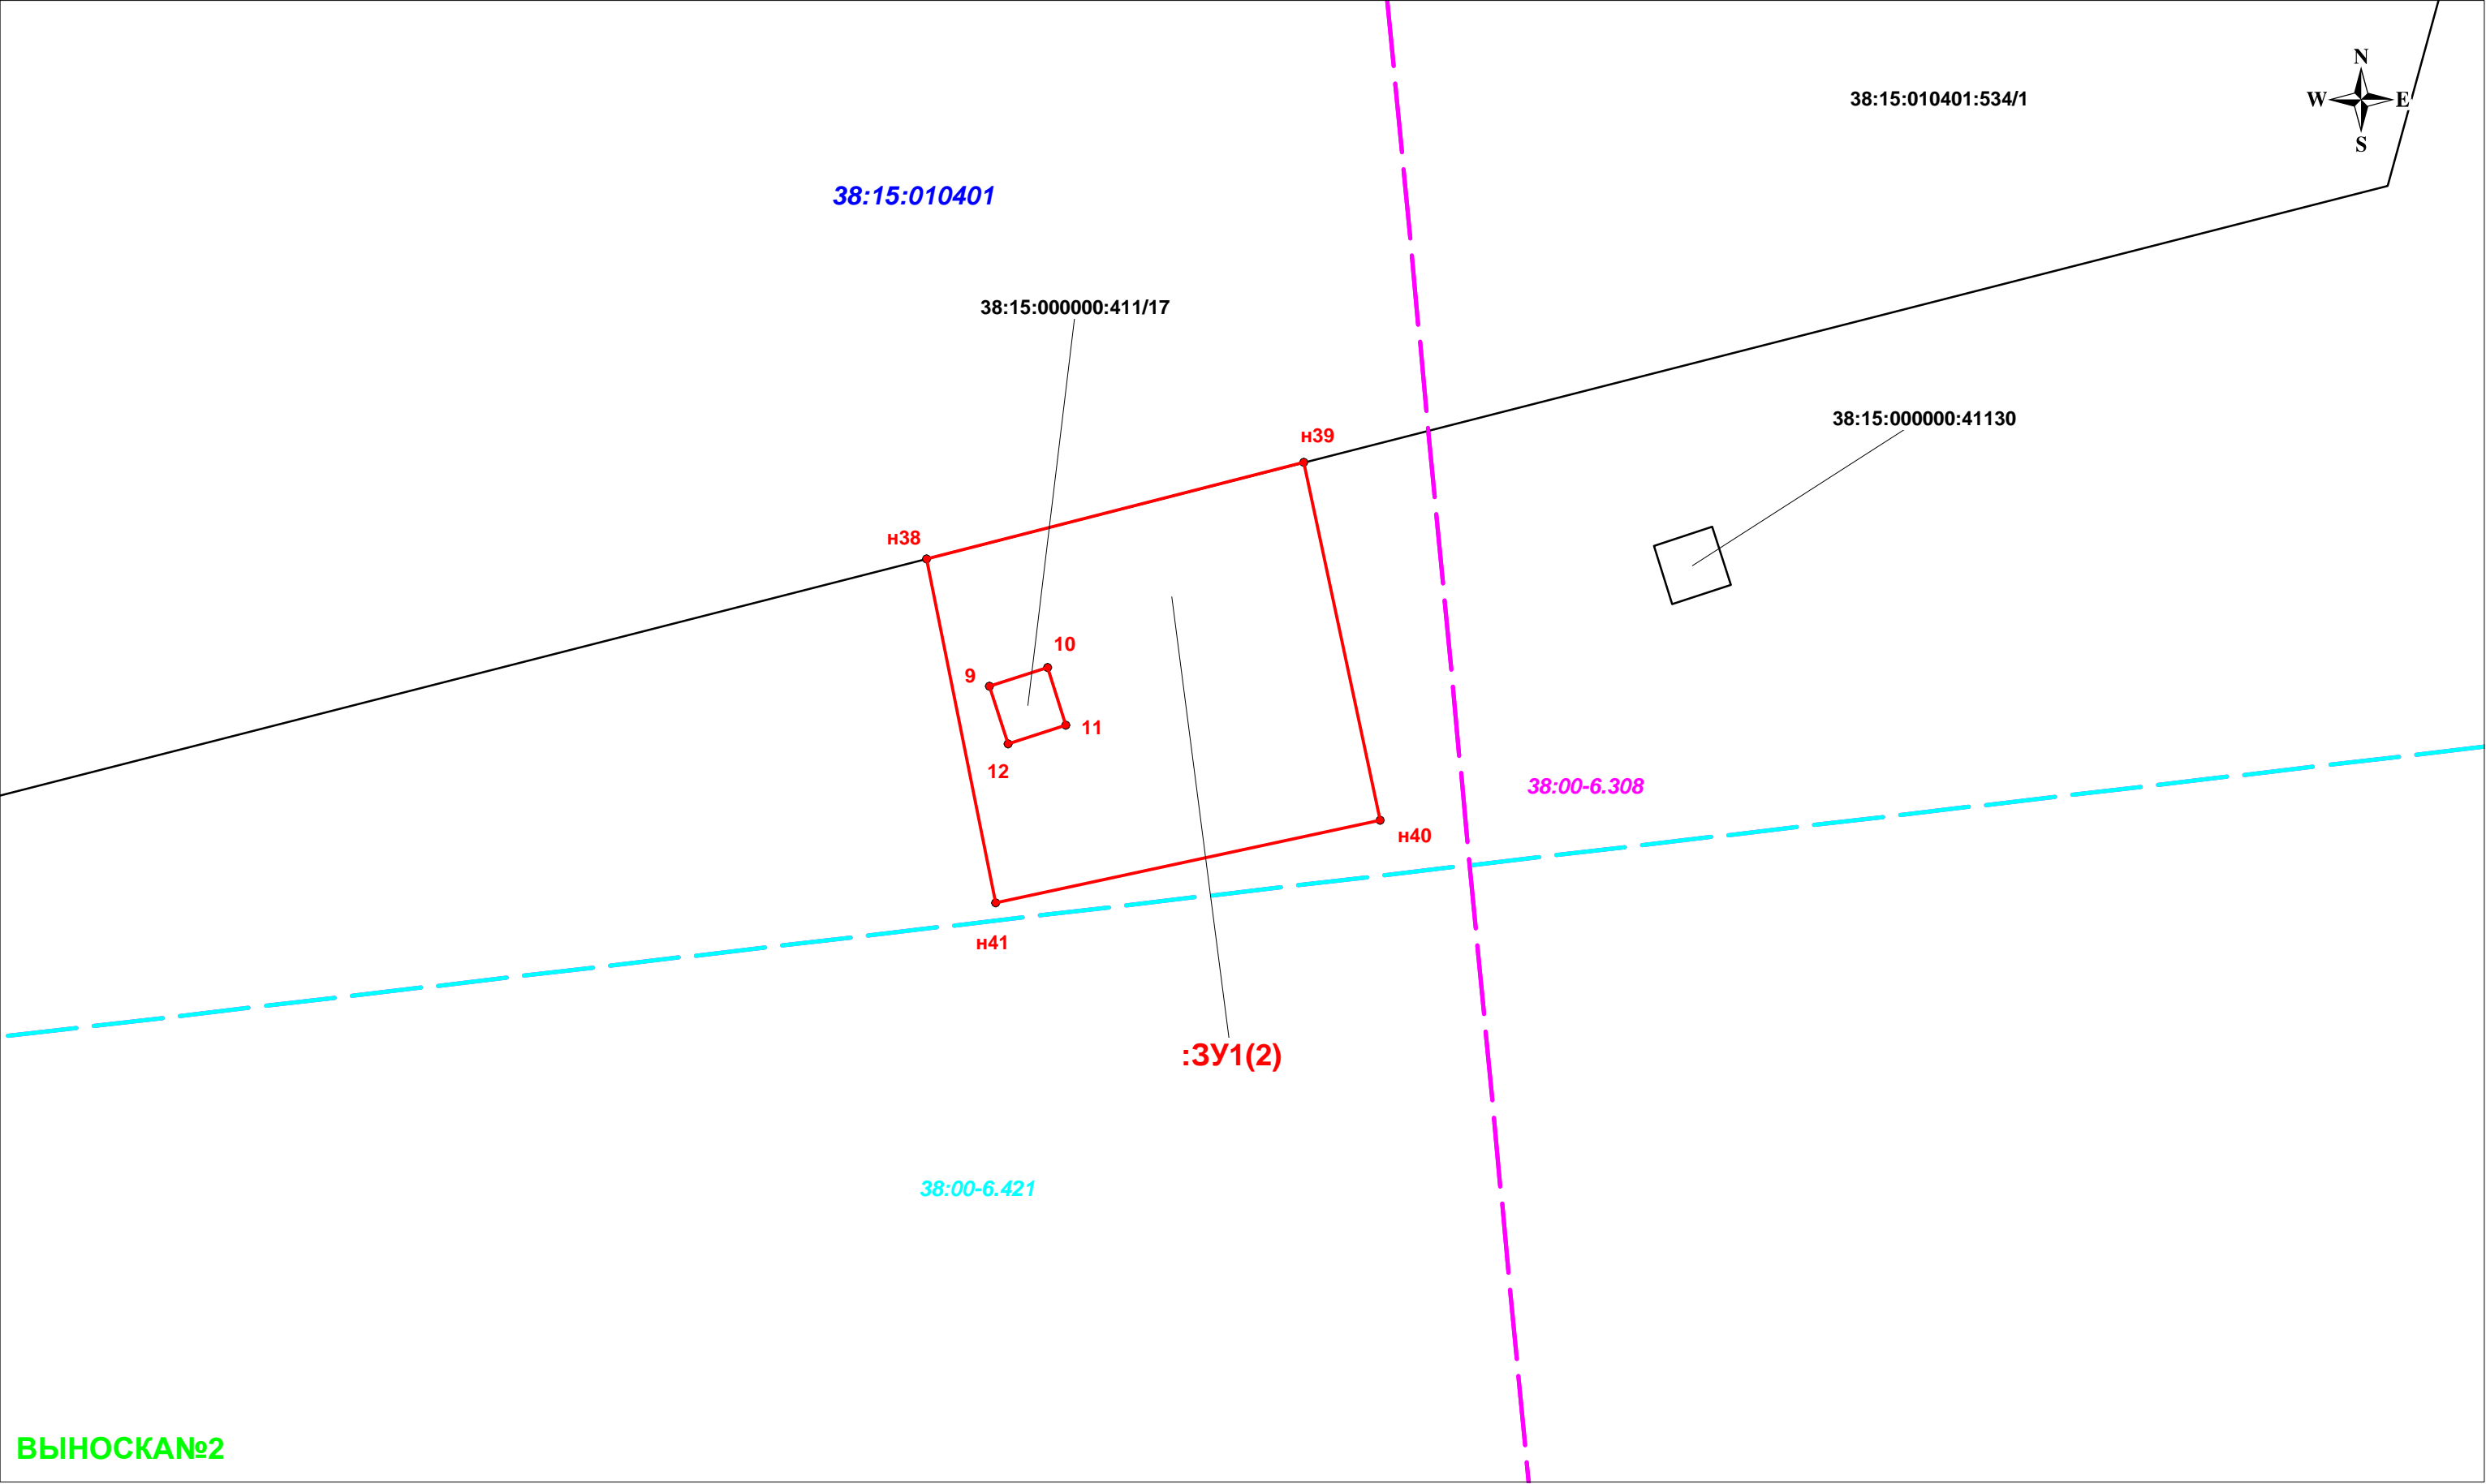 N
38:15:010401:534/1
W E
S
38:15:010401
38:15:000000:411/17
38:15:000000:41130
н39
н38
10
9
11
12
38:00-6.308
н40
н41
:ЗУ1(2)
38:00-6.421
ВЫНОСКА№2